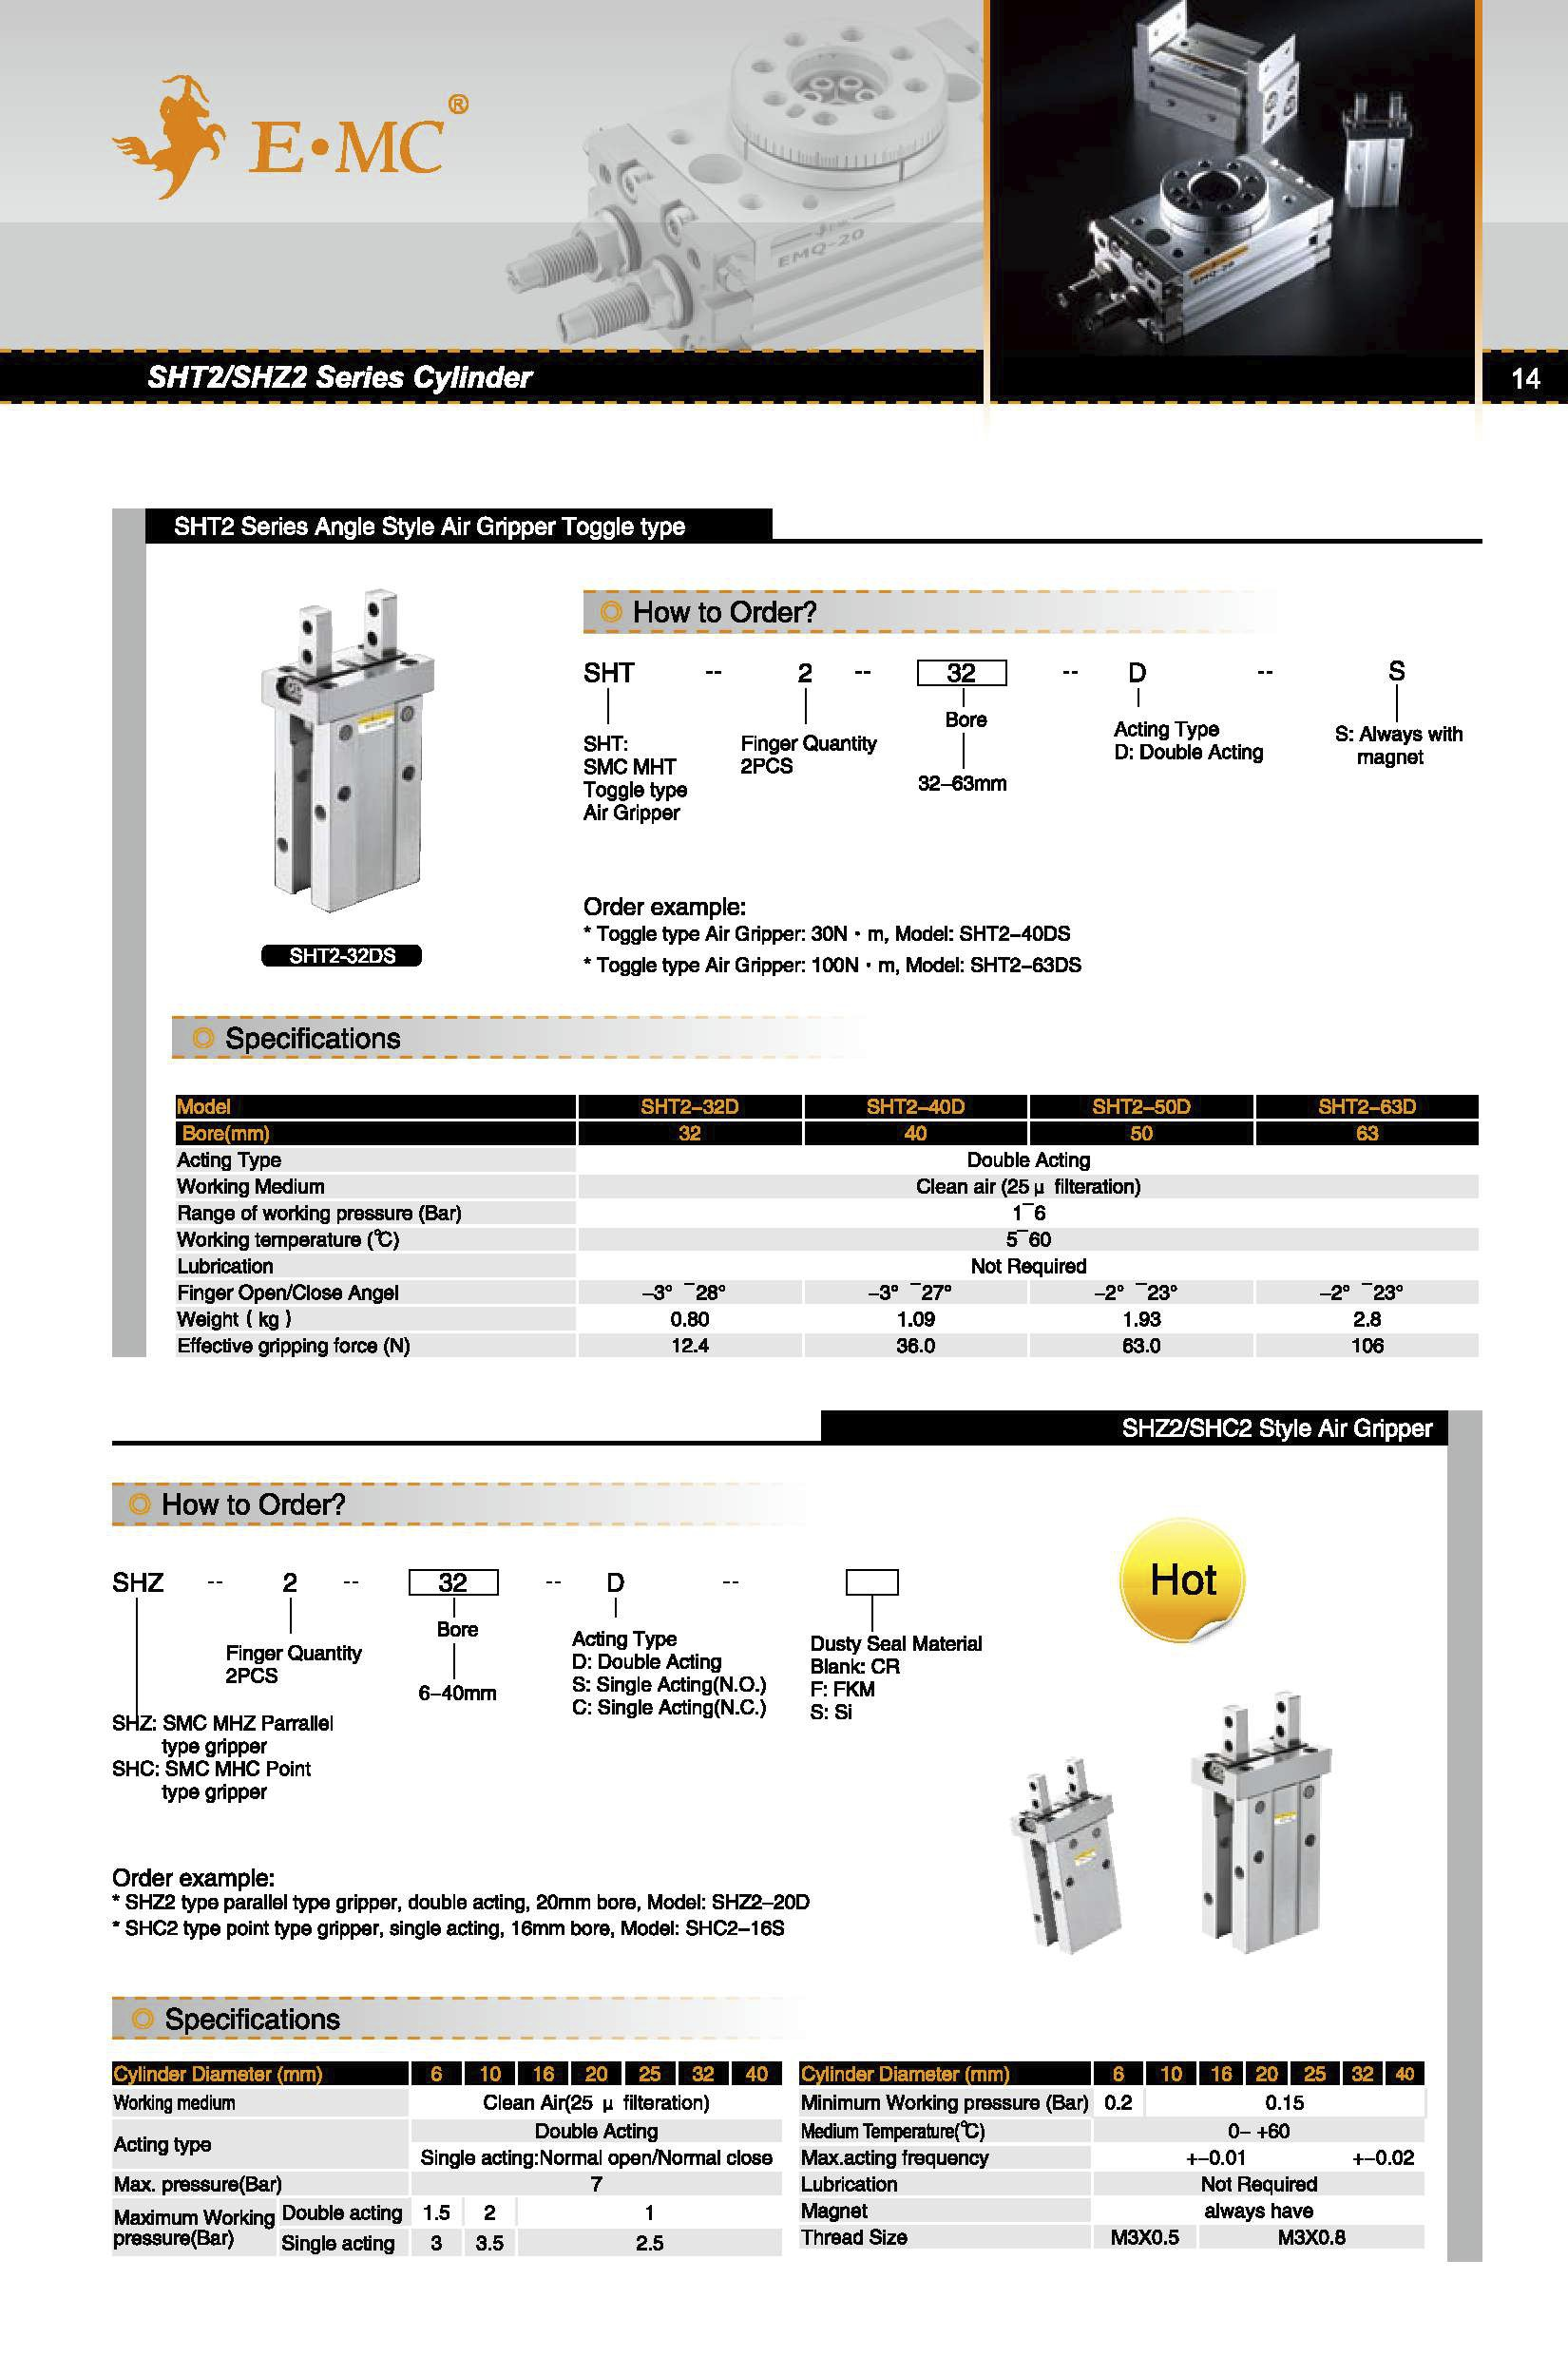 E•MC®
EMQ-20
EMQ-20
SHT2/SHZ2 Series Cylinder
14
SHT2 Series Angle Style Air Gripper Toggle type
How to Order?
SHT -- 2 -- 32 -- D -- S
SHT:
SMC MHT
Toggle type
Air Gripper
Finger Quantity
2PCS
Bore
32–63mm
Acting Type
D: Double Acting
S: Always with
magnet
SHT2-32DS
Order example:
* Toggle type Air Gripper: 30N・m, Model: SHT2–40DS
* Toggle type Air Gripper: 100N・m, Model: SHT2–63DS
Specifications
Model SHT2–32D SHT2–40D SHT2–50D SHT2–63D
Bore(mm) 32 40 50 63
Acting Type Double Acting
Working Medium Clean air (25 μ filteration)
Range of working pressure (Bar) 1‾6
Working temperature (℃) 5‾60
Lubrication Not Required
Finger Open/Close Angel –3° ‾28° –3° ‾27° –2° ‾23° –2° ‾23°
Weight ( kg ) 0.80 1.09 1.93 2.8
Effective gripping force (N) 12.4 36.0 63.0 106
SHZ2/SHC2 Style Air Gripper
How to Order?
SHZ -- 2 -- 32 -- D --
Finger Quantity
2PCS
Bore
6–40mm
Acting Type
D: Double Acting
S: Single Acting(N.O.)
C: Single Acting(N.C.)
Dusty Seal Material
Blank: CR
F: FKM
S: Si
Hot
SHZ: SMC MHZ Parrallel
type gripper
SHC: SMC MHC Point
type gripper
Order example:
* SHZ2 type parallel type gripper, double acting, 20mm bore, Model: SHZ2–20D
* SHC2 type point type gripper, single acting, 16mm bore, Model: SHC2–16S
Specifications
Cylinder Diameter (mm) 6 10 16 20 25 32 40
Working medium Clean Air(25 μ filteration)
Acting type Double Acting
Single acting:Normal open/Normal close
Max. pressure(Bar) 7
Maximum Working
pressure(Bar)
Double acting 1.5 2 1
Single acting 3 3.5 2.5
Cylinder Diameter (mm) 6 10 16 20 25 32 40
Minimum Working pressure (Bar) 0.2 0.15
Medium Temperature(℃) 0– +60
Max.acting frequency +–0.01 +–0.02
Lubrication Not Required
Magnet always have
Thread Size M3X0.5 M3X0.8